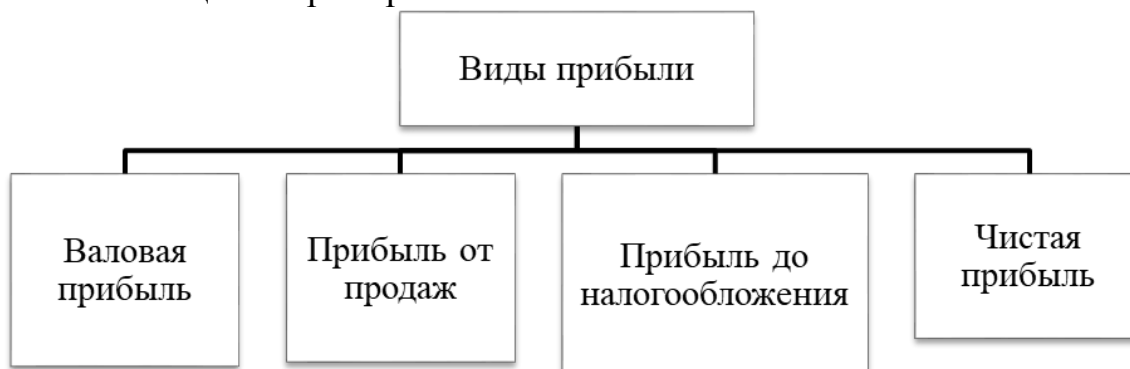 Виды прибыли
Валовая
прибыль
Прибыль от
продаж
Прибыль до
налогообложения
Чистая
прибыль